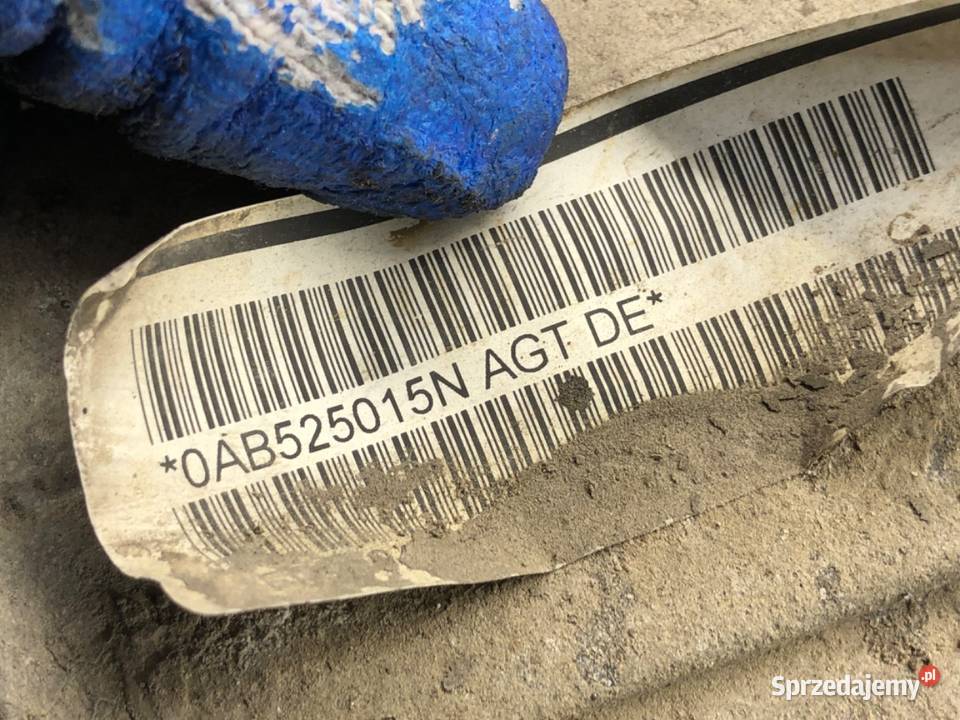 *0AB525015N AGT DE*
Sprzedajemy.pl